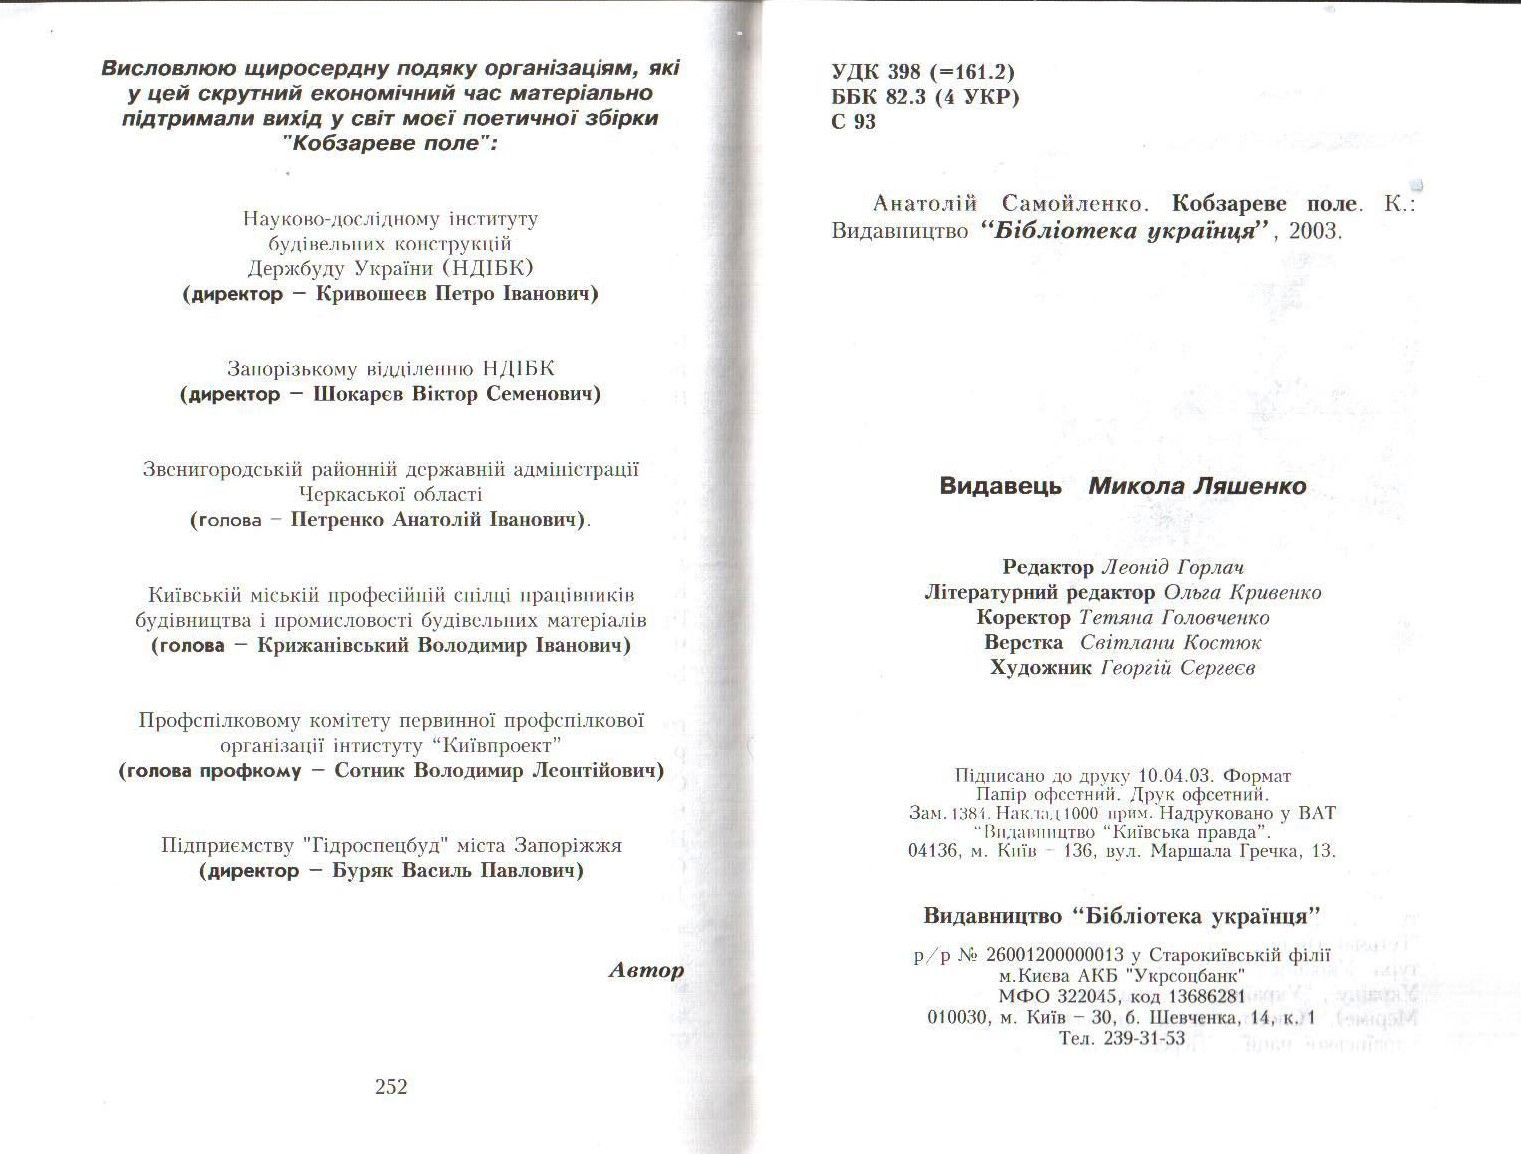 Висловлюю щиросердну подяку організаціям, які
у цей скрутний економічний час матеріально
підтримали вихід у світ моєї поетичної збірки
"Кобзареве поле":
Науково-дослідному інституту
будівельних конструкцій
Держбуду України (НДІБК)
(директор – Кривошеєв Петро Іванович)
Запорізькому відділенню НДІБК
(директор – Шокарєв Віктор Семенович)
Звенигородській районній державній адміністрації
Черкаської області
(голова – Петренко Анатолій Іванович).
Київській міській професійній спілці працівників
будівництва і промисловості будівельних матеріалів
(голова – Крижанівський Володимир Іванович)
Профспілковому комітету первинної профспілкової
організації інтистуту “Київпроект”
(голова профкому – Сотник Володимир Леонтійович)
Підприємству "Гідроспецбуд" міста Запоріжжя
(директор – Буряк Василь Павлович)
Автор
252
УДК 398 (=161.2)
ББК 82.3 (4 УКР)
С 93
Анатолій Самойленко. Кобзареве поле. К.:
Видавництво “Бібліотека українця”, 2003.
Видавець Микола Ляшенко
Редактор Леонід Горлач
Літературний редактор Ольга Кривенко
Коректор Тетяна Головченко
Верстка Світлани Костюк
Художник Георгій Сергеєв
Підписано до друку 10.04.03. Формат
Папір офсетний. Друк офсетний.
Зам. 1384. Наклад 1000 прим. Надруковано у ВАТ
“Видавництво “Київська правда”.
04136, м. Київ – 136, вул. Маршала Гречка, 13.
Видавництво “Бібліотека українця”
р/р № 26001200000013 у Старокиївській філії
м.Києва АКБ "Укрсоцбанк"
МФО 322045, код 13686281
010030, м. Київ – 30, б. Шевченка, 14, к. 1
Тел. 239-31-53